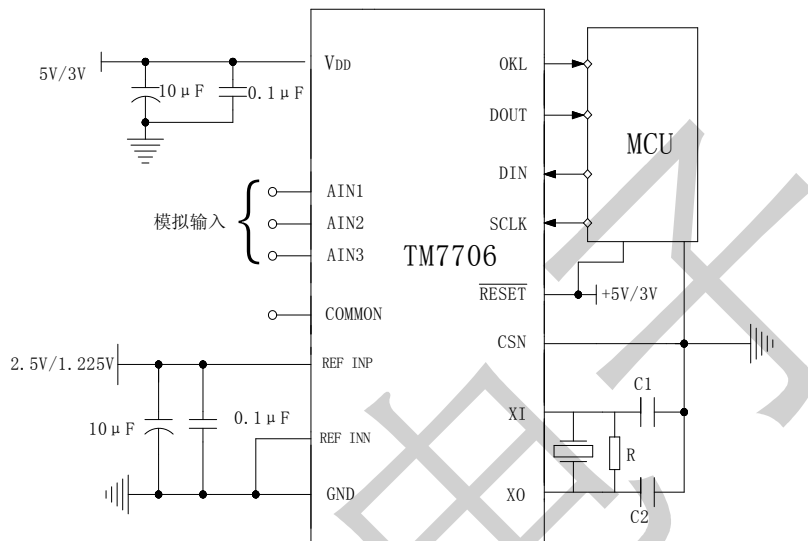 5V/3V
10μF
0.1μF
VDD
模拟输入
AIN1
AIN2
AIN3
COMMON
2.5V/1.225V
REF INP
10μF
0.1μF
REF INN
GND
TM7706
OKL
DOUT
DIN
SCLK
RESET
CSN
XI
XO
MCU
+5V/3V
C1
R
C2